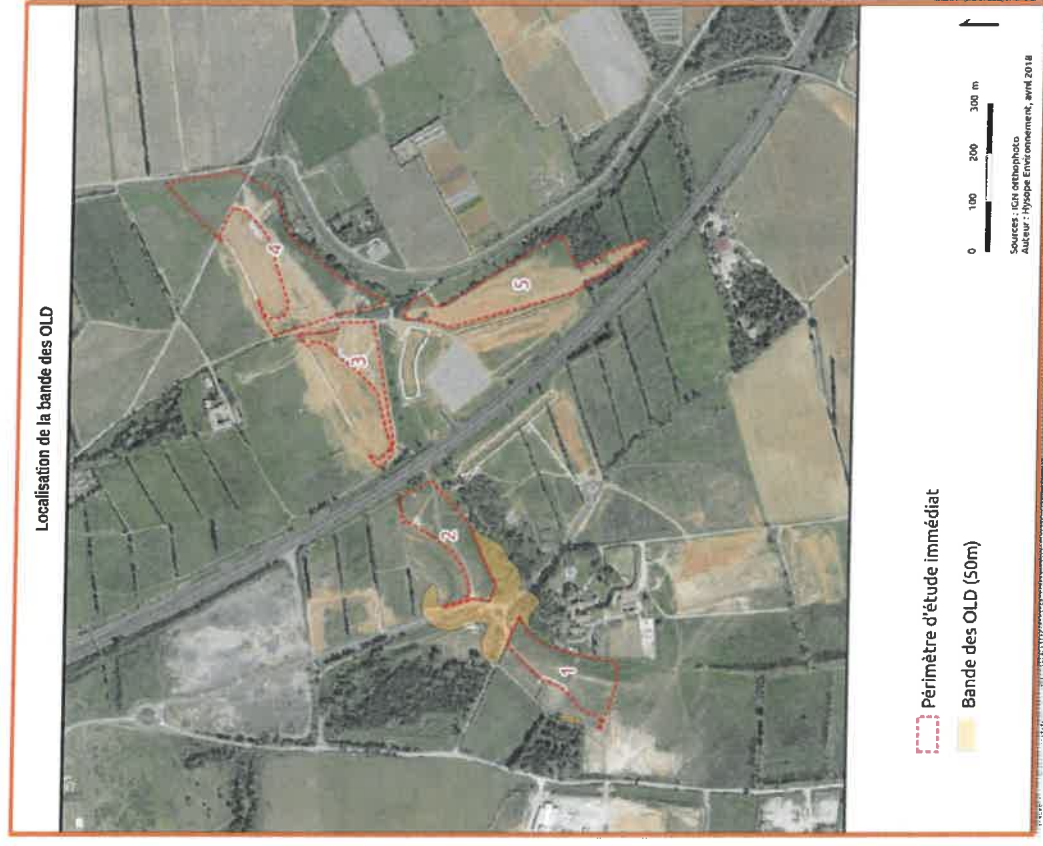 Localisation de la bande des OLD
4
3
5
2
1
Périmètre d'étude immédiat
Bande des OLD (50m)
0 100 200 300 m
Sources : IGN orthophoto
Auteur : Hysope Environnement, avril 2018